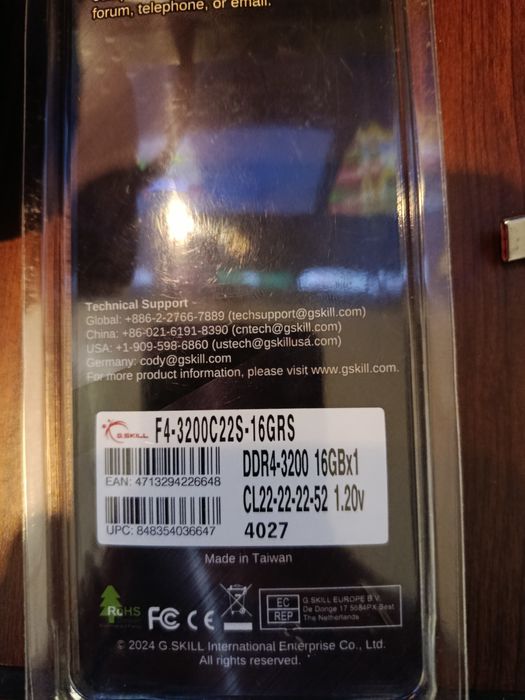 forum, telephone, or email.
Technical Support -
Global: +886-2-2766-7889 (techsupport@gskill.com)
China: +86-021-6191-8390 (cntech@gskill.com)
USA: +1-909-598-6860 (ustech@gskillusa.com)
Germany: cody@gskill.com
For more product information, please visit www.gskill.com.
G.SKILL
F4-3200C22S-16GRS
DDR4-3200 16GBx1
EAN: 4713294226648
CL22-22-22-52 1.20v
UPC: 848354036647
4027
Made in Taiwan
RoHS
FC CE
EC REP
G.SKILL EUROPE B.V.
De Donge 17 5684PX Best
The Netherlands
© 2024 G.SKILL International Enterprise Co., Ltd.
All rights reserved.